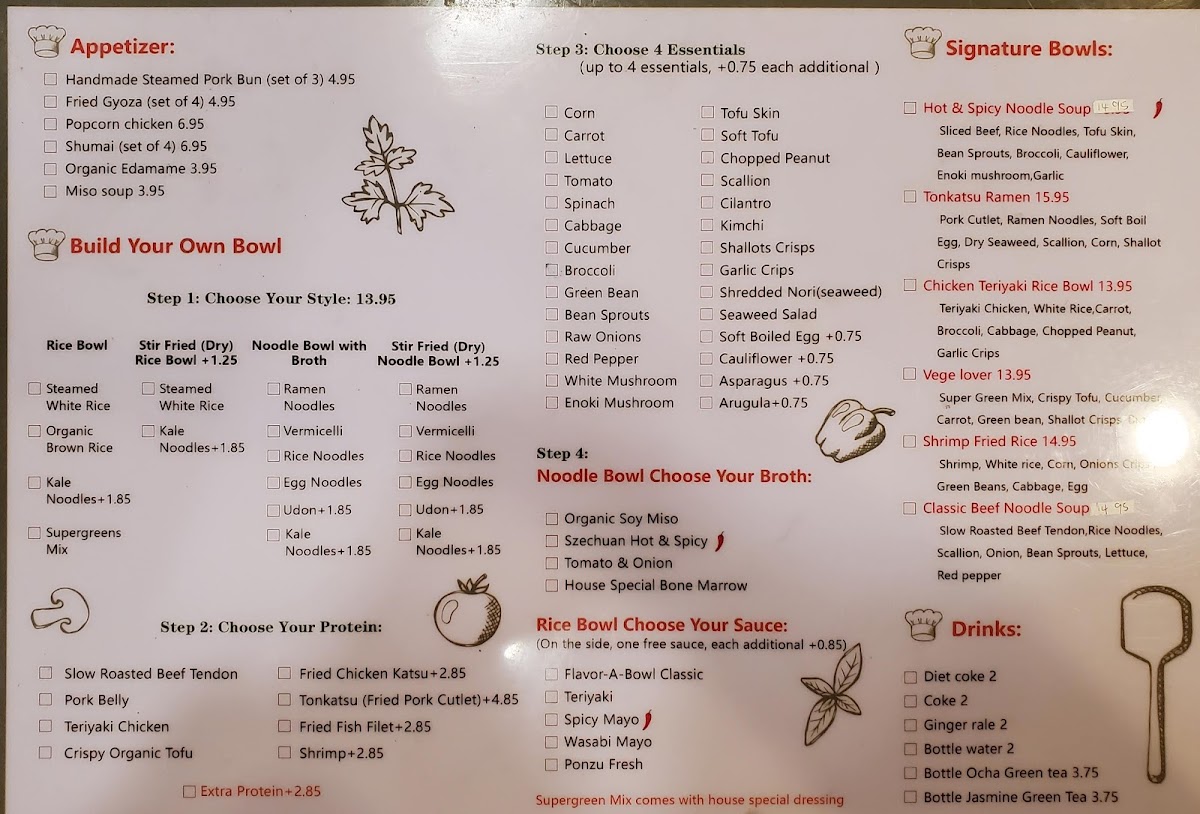 Appetizer:
Handmade Steamed Pork Bun (set of 3) 4.95
Fried Gyoza (set of 4) 4.95
Popcorn chicken 6.95
Shumai (set of 4) 6.95
Organic Edamame 3.95
Miso soup 3.95
Build Your Own Bowl
Step 1: Choose Your Style: 13.95
Rice Bowl
Steamed
White Rice
Organic
Brown Rice
Kale
Noodles+1.85
Supergreens
Mix
Stir Fried (Dry)
Rice Bowl +1.25
Steamed
White Rice
Kale
Noodles+1.85
Noodle Bowl with
Broth
Ramen
Noodles
Vermicelli
Rice Noodles
Egg Noodles
Udon+1.85
Kale
Noodles+1.85
Stir Fried (Dry)
Noodle Bowl +1.25
Ramen
Noodles
Vermicelli
Rice Noodles
Egg Noodles
Udon+1.85
Kale
Noodles+1.85
Step 2: Choose Your Protein:
Slow Roasted Beef Tendon
Pork Belly
Teriyaki Chicken
Crispy Organic Tofu
Fried Chicken Katsu+2.85
Tonkatsu (Fried Pork Cutlet)+4.85
Fried Fish Filet+2.85
Shrimp+2.85
Extra Protein+2.85
Step 3: Choose 4 Essentials
(up to 4 essentials, +0.75 each additional )
Corn
Carrot
Lettuce
Tomato
Spinach
Cabbage
Cucumber
Broccoli
Green Bean
Bean Sprouts
Raw Onions
Red Pepper
White Mushroom
Enoki Mushroom
Tofu Skin
Soft Tofu
Chopped Peanut
Scallion
Cilantro
Kimchi
Shallots Crisps
Garlic Crips
Shredded Nori(seaweed)
Seaweed Salad
Soft Boiled Egg +0.75
Cauliflower +0.75
Asparagus +0.75
Arugula+0.75
Step 4:
Noodle Bowl Choose Your Broth:
Organic Soy Miso
Szechuan Hot & Spicy
Tomato & Onion
House Special Bone Marrow
Rice Bowl Choose Your Sauce:
(On the side, one free sauce, each additional +0.85)
Flavor-A-Bowl Classic
Teriyaki
Spicy Mayo
Wasabi Mayo
Ponzu Fresh
Supergreen Mix comes with house special dressing
Signature Bowls:
Hot & Spicy Noodle Soup 14.95
Sliced Beef, Rice Noodles, Tofu Skin,
Bean Sprouts, Broccoli, Cauliflower,
Enoki mushroom,Garlic
Tonkatsu Ramen 15.95
Pork Cutlet, Ramen Noodles, Soft Boil
Egg, Dry Seaweed, Scallion, Corn, Shallot
Crisps
Chicken Teriyaki Rice Bowl 13.95
Teriyaki Chicken, White Rice,Carrot,
Broccoli, Cabbage, Chopped Peanut,
Garlic Crips
Vege lover 13.95
Super Green Mix, Crispy Tofu, Cucumber,
Carrot, Green bean, Shallot Crisps,
Shrimp Fried Rice 14.95
Shrimp, White rice, Corn, Onions
Green Beans, Cabbage, Egg
Classic Beef Noodle Soup 14.95
Slow Roasted Beef Tendon,Rice Noodles,
Scallion, Onion, Bean Sprouts, Lettuce,
Red pepper
Drinks:
Diet coke 2
Coke 2
Ginger rale 2
Bottle water 2
Bottle Ocha Green tea 3.75
Bottle Jasmine Green Tea 3.75